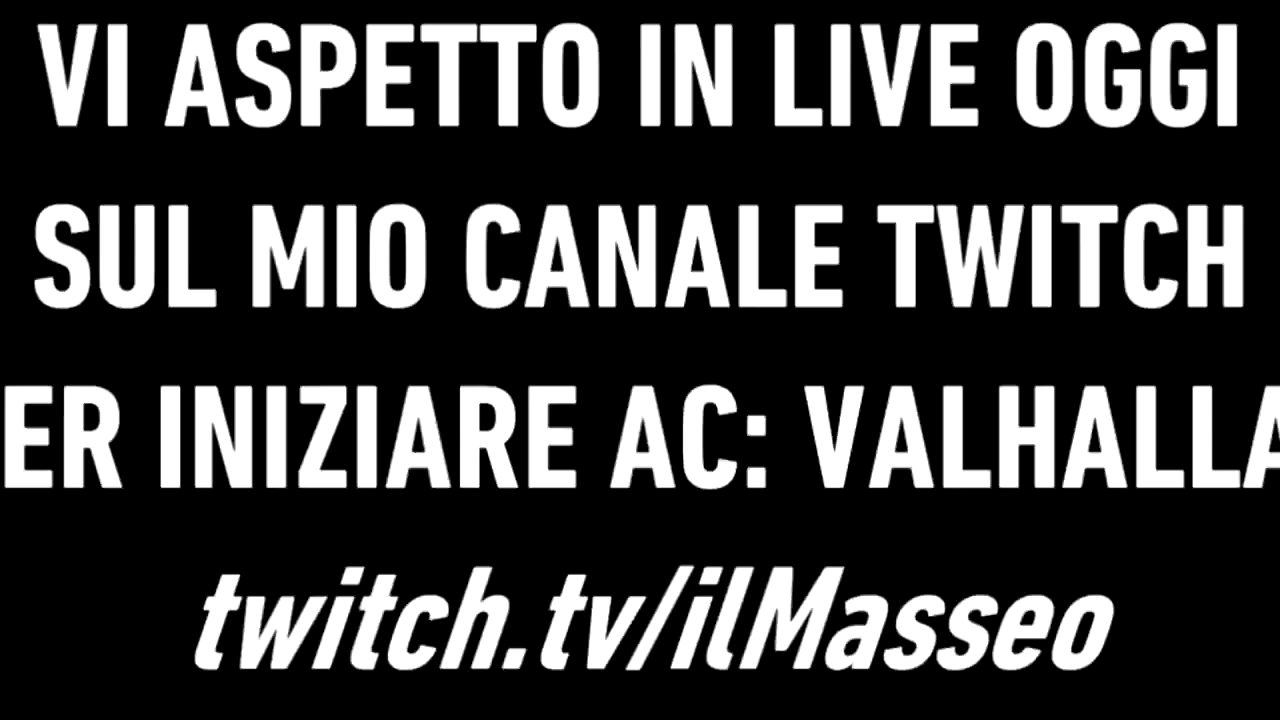 VI ASPETTO IN LIVE OGGI
SUL MIO CANALE TWITCH
ER INIZIARE AC: VALHALLA
twitch.tv/ilMasseo